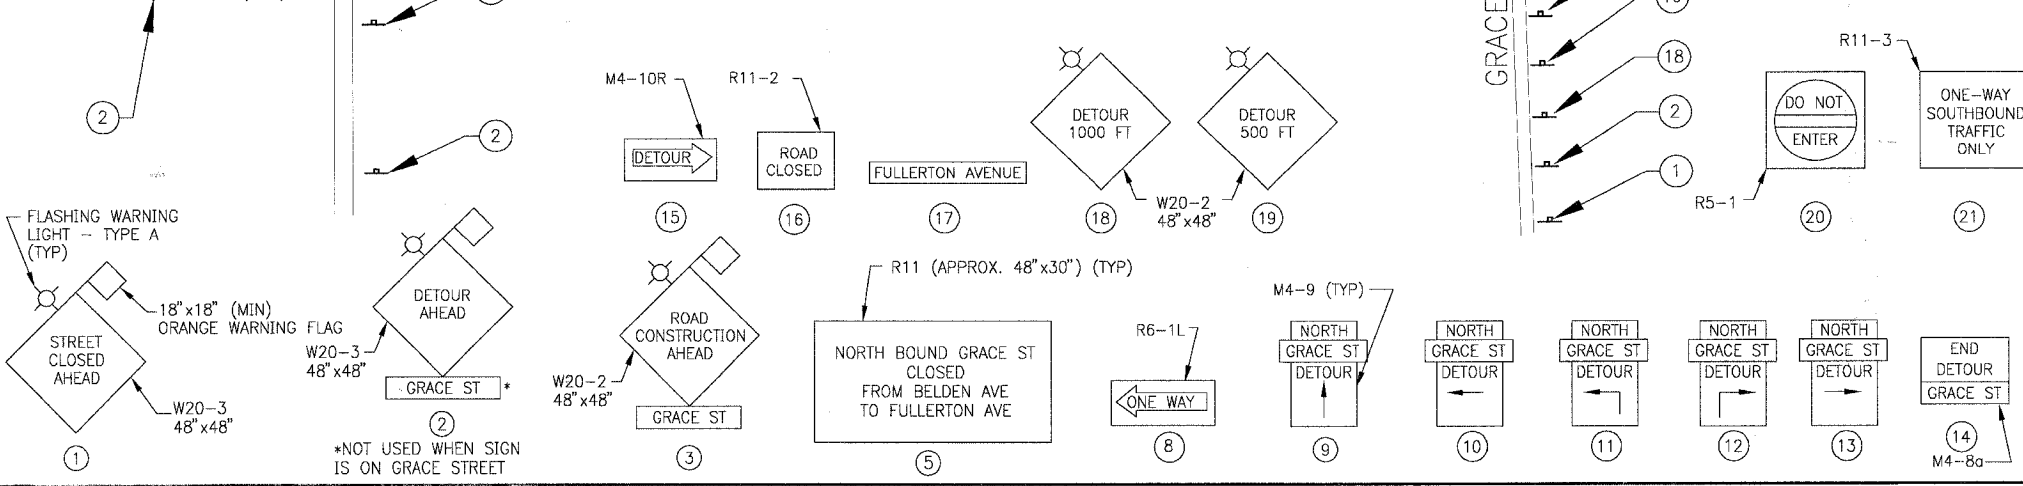 2
2
2
GRACE
18
2
1
M4-10R
DETOUR
15
R11-2
ROAD
CLOSED
16
FULLERTON AVENUE
17
DETOUR
1000 FT
18
W20-2
48"x48"
DETOUR
500 FT
19
DO NOT
ENTER
R5-1
20
R11-3
ONE-WAY
SOUTHBOUND
TRAFFIC
ONLY
21
FLASHING WARNING
LIGHT - TYPE A
(TYP)
18"x18" (MIN)
ORANGE WARNING FLAG
STREET
CLOSED
AHEAD
W20-3
48"x48"
1
DETOUR
AHEAD
W20-3
48"x48"
GRACE ST *
2
*NOT USED WHEN SIGN
IS ON GRACE STREET
ROAD
CONSTRUCTION
AHEAD
W20-2
48"x48"
GRACE ST
3
R11 (APPROX. 48"x30") (TYP)
NORTH BOUND GRACE ST
CLOSED
FROM BELDEN AVE
TO FULLERTON AVE
5
R6-1L
ONE WAY
8
M4-9 (TYP)
NORTH
GRACE ST
DETOUR
9
NORTH
GRACE ST
DETOUR
10
NORTH
GRACE ST
DETOUR
11
NORTH
GRACE ST
DETOUR
12
NORTH
GRACE ST
DETOUR
13
END
DETOUR
GRACE ST
14
M4-8a